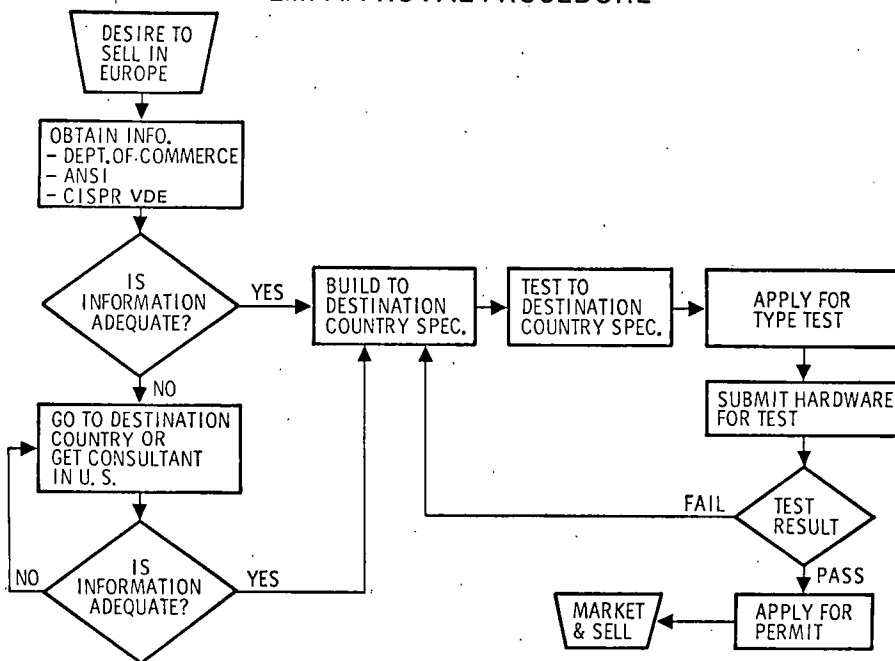 DESIRE TO
SELL IN
EUROPE
OBTAIN INFO.
- DEPT. OF COMMERCE
- ANSI
- CISPR VDE
IS
INFORMATION
ADEQUATE?
YES
NO
BUILD TO
DESTINATION
COUNTRY SPEC.
TEST TO
DESTINATION
COUNTRY SPEC.
APPLY FOR
TYPE TEST
SUBMIT HARDWARE
FOR TEST
GO TO DESTINATION
COUNTRY OR
GET CONSULTANT
IN U. S.
IS
INFORMATION
ADEQUATE?
NO
YES
TEST
RESULT
FAIL
PASS
APPLY FOR
PERMIT
MARKET
& SELL